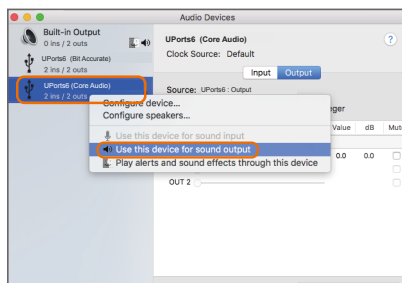 Audio Devices
Built-in Output
0 ins / 2 outs
UPorts6 (Bit Accurate)
2 ins / 2 outs
UPorts6 (Core Audio)
2 ins / 2 outs
UPorts6 (Core Audio)
?
Clock Source: Default
Input Output
Source: UPorts6 : Output
Configure device...
Configure speakers...
Use this device for sound input
Use this device for sound output
Play alerts and sound effects through this device
Value dB Mut
0.0 0.0
OUT 2